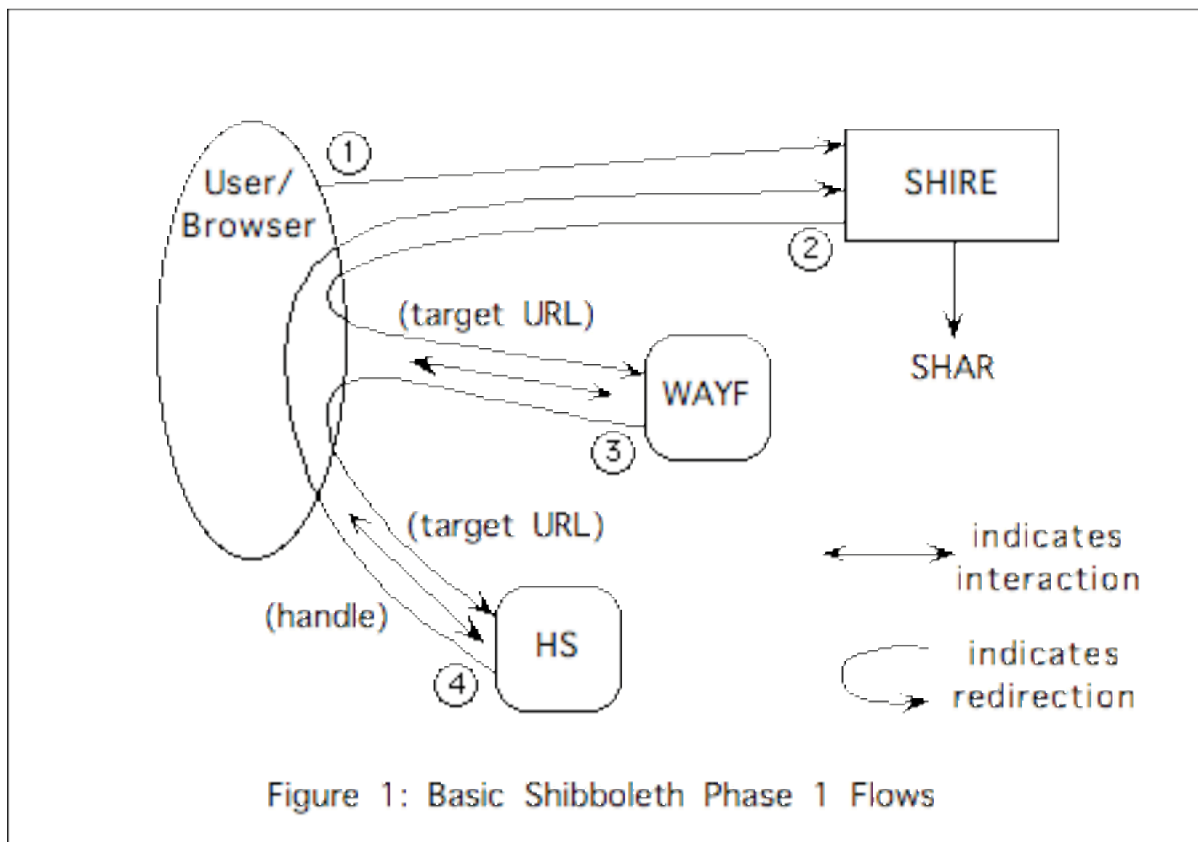 1
User/
Browser
SHIRE
2
(target URL)
WAYF
SHAR
3
(target URL)
indicates
interaction
(handle)
HS
4
indicates
redirection
Figure 1: Basic Shibboleth Phase 1 Flows